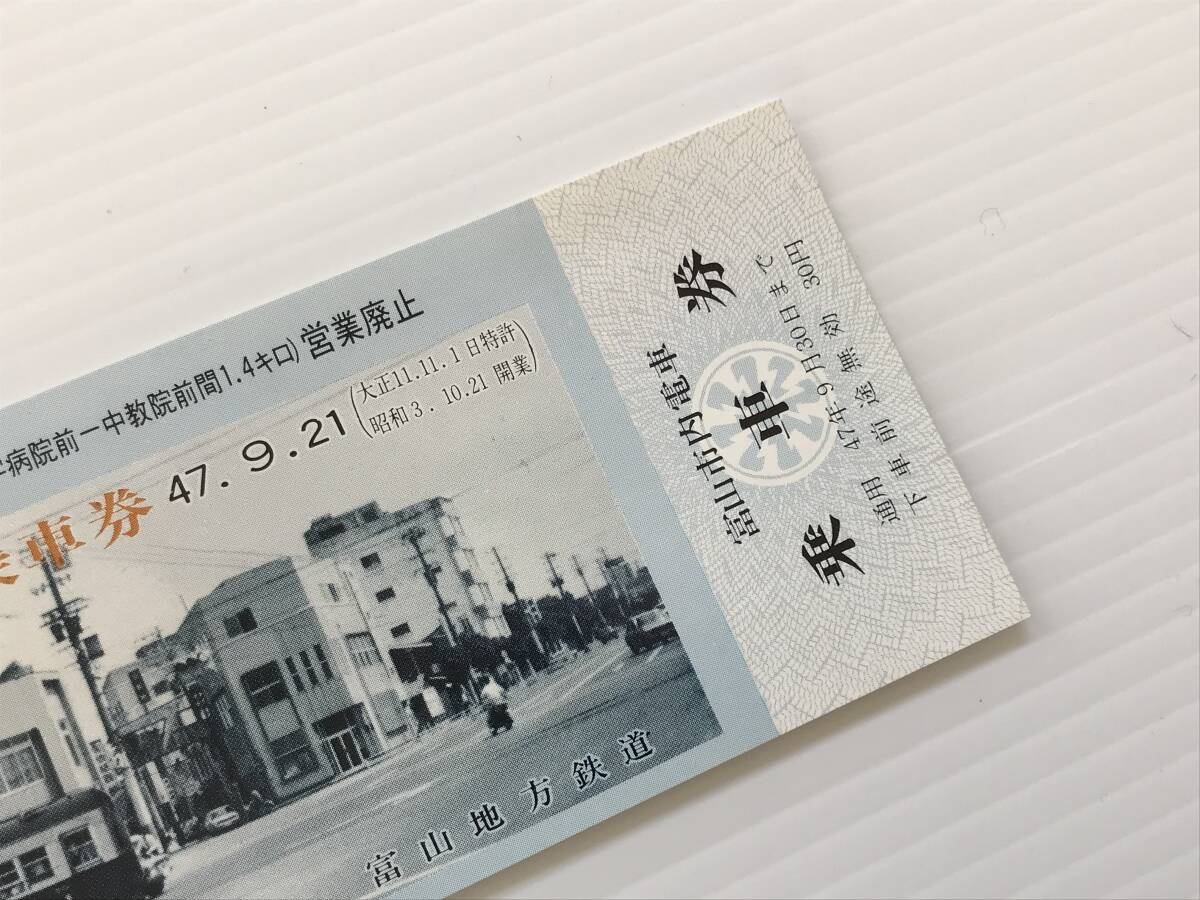 病院前ー中教院前間1.4キロ)営業廃止
車券 47.9.21
(大正11.11.1日特許
昭和3.10.21開業)
富山地方鉄道
富山市内電車
乗車券
通用 47年9月30日まで
下車前途無効 30円